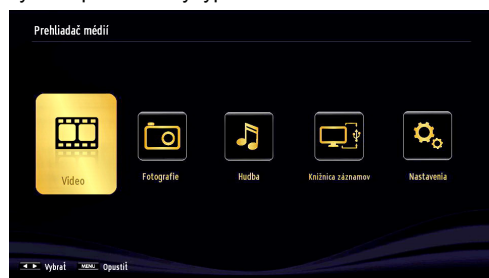 Prehliadač médií
Video Fotografie Hudba Knižnica záznamov Nastavenia
Vybrať MENU Opustiť